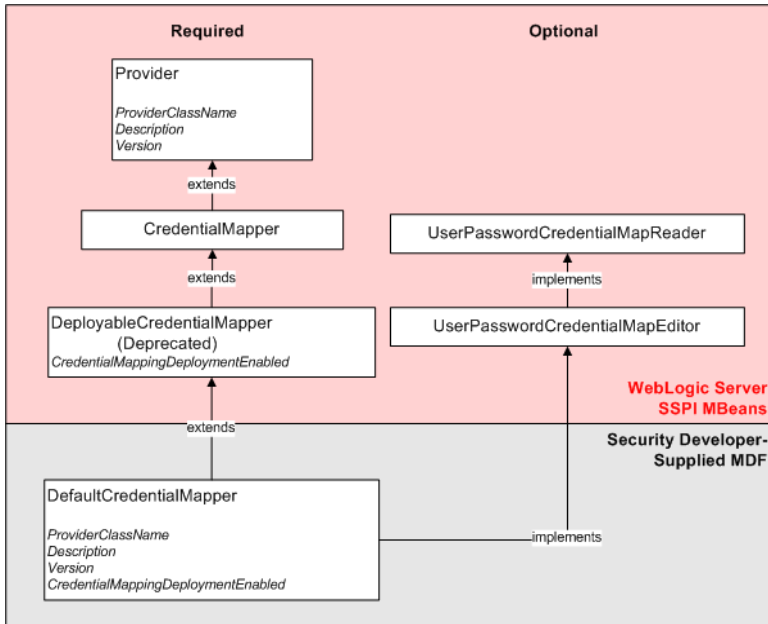 Required
Optional
Provider
ProviderClassName
Description
Version
extends
CredentialMapper
UserPasswordCredentialMapReader
extends
implements
DeployableCredentialMapper
(Deprecated)
CredentialMappingDeploymentEnabled
UserPasswordCredentialMapEditor
WebLogic Server
SSPI MBeans
extends
Security Developer-
Supplied MDF
DefaultCredentialMapper
ProviderClassName
Description
Version
CredentialMappingDeploymentEnabled
implements